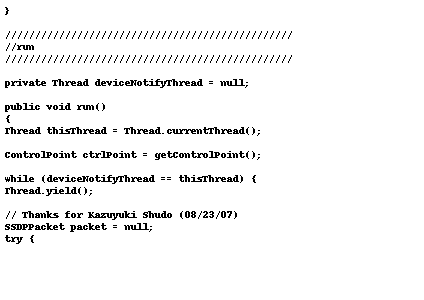 }
////////////////////////////////////////////////
//run
////////////////////////////////////////////////
private Thread deviceNotifyThread = null;
public void run()
{
Thread thisThread = Thread.currentThread();
ControlPoint ctrlPoint = getControlPoint();
while (deviceNotifyThread == thisThread) {
Thread.yield();
// Thanks for Kazuyuki Shudo (08/23/07)
SSDPPacket packet = null;
try {